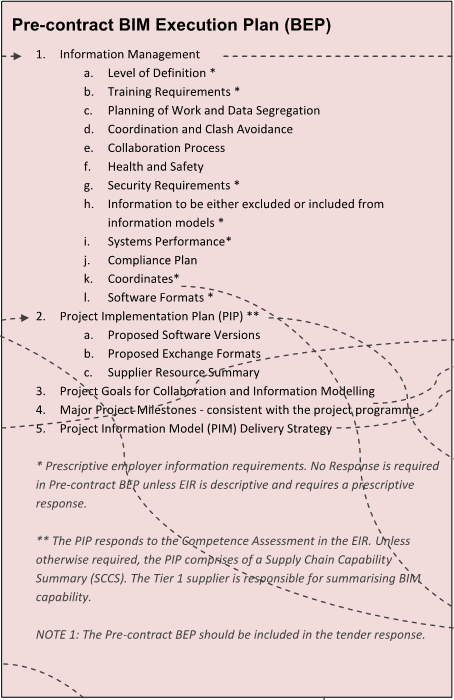 Pre-contract BIM Execution Plan (BEP)
1. Information Management
a. Level of Definition *
b. Training Requirements *
c. Planning of Work and Data Segregation
d. Coordination and Clash Avoidance
e. Collaboration Process
f. Health and Safety
g. Security Requirements *
h. Information to be either excluded or included from
information models *
i. Systems Performance*
j. Compliance Plan
k. Coordinates*
l. Software Formats *
2. Project Implementation Plan (PIP) **
a. Proposed Software Versions
b. Proposed Exchange Formats
c. Supplier Resource Summary
3. Project Goals for Collaboration and Information Modelling
4. Major Project Milestones - consistent with the project programme
5. Project Information Model (PIM) Delivery Strategy
* Prescriptive employer information requirements. No Response is required
in Pre-contract BEP unless EIR is descriptive and requires a prescriptive
response.
** The PIP responds to the Competence Assessment in the EIR. Unless
otherwise required, the PIP comprises of a Supply Chain Capability
Summary (SCCS). The Tier 1 supplier is responsible for summarising BIM
capability.
NOTE 1: The Pre-contract BEP should be included in the tender response.